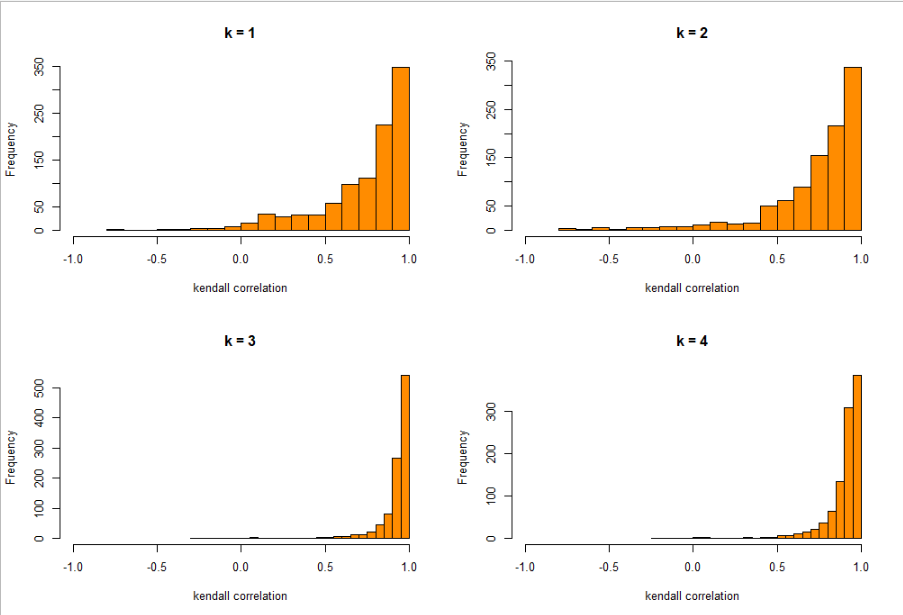 k = 1
350
250
150
50
0
Frequency
-1.0 -0.5 0.0 0.5 1.0
kendall correlation
k = 2
350
250
150
50
0
Frequency
-1.0 -0.5 0.0 0.5 1.0
kendall correlation
k = 3
500
400
300
200
100
0
Frequency
-1.0 -0.5 0.0 0.5 1.0
kendall correlation
k = 4
300
200
100
0
Frequency
-1.0 -0.5 0.0 0.5 1.0
kendall correlation